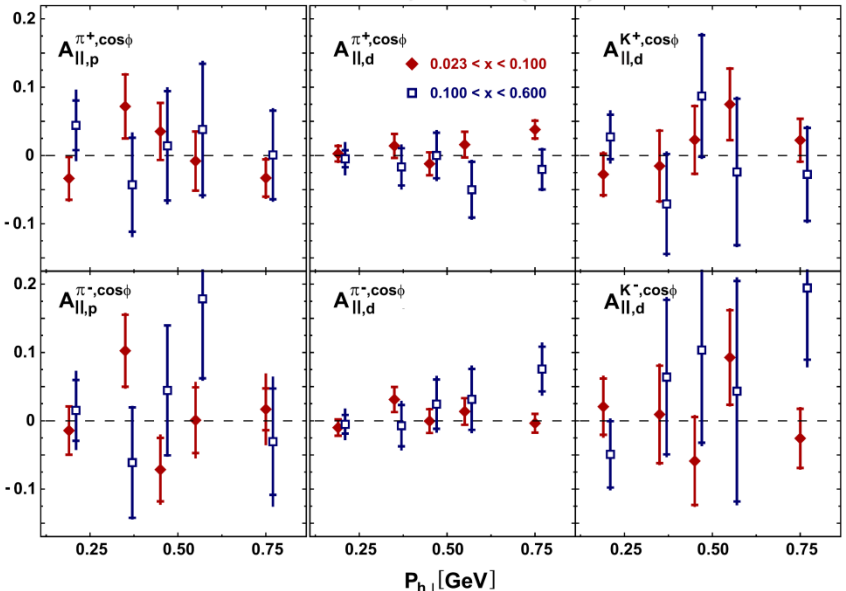 0.2
0.1
0
-0.1
A||,p π+,cosϕ
A||,d π+,cosϕ
0.023 < x < 0.100
0.100 < x < 0.600
A||,d K+,cosϕ
0.2
0.1
0
-0.1
A||,p π-,cosϕ
A||,d π-,cosϕ
A||,d K-,cosϕ
0.25 0.50 0.75 0.25 0.50 0.75 0.25 0.50 0.75
Ph⊥[GeV]